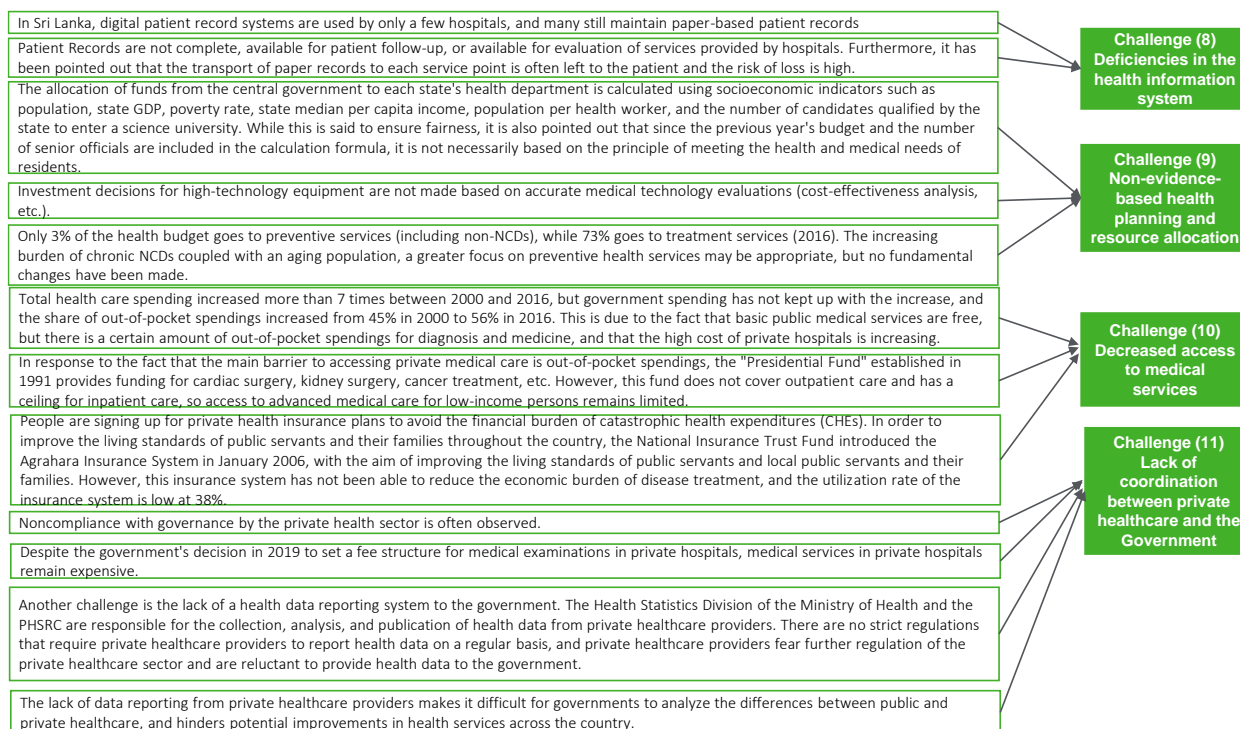 In Sri Lanka, digital patient record systems are used by only a few hospitals, and many still maintain paper-based patient records
Patient Records are not complete, available for patient follow-up, or available for evaluation of services provided by hospitals. Furthermore, it has
been pointed out that the transport of paper records to each service point is often left to the patient and the risk of loss is high.
Challenge (8)
Deficiencies in the
health information
system
The allocation of funds from the central government to each state's health department is calculated using socioeconomic indicators such as
population, state GDP, poverty rate, state median per capita income, population per health worker, and the number of candidates qualified by the
state to enter a science university. While this is said to ensure fairness, it is also pointed out that since the previous year's budget and the number
of senior officials are included in the calculation formula, it is not necessarily based on the principle of meeting the health and medical needs of
residents.
Investment decisions for high-technology equipment are not made based on accurate medical technology evaluations (cost-effectiveness analysis,
etc.).
Only 3% of the health budget goes to preventive services (including non-NCDs), while 73% goes to treatment services (2016). The increasing
burden of chronic NCDs coupled with an aging population, a greater focus on preventive health services may be appropriate, but no fundamental
changes have been made.
Challenge (9)
Non-evidence-
based health
planning and
resource allocation
Total health care spending increased more than 7 times between 2000 and 2016, but government spending has not kept up with the increase, and
the share of out-of-pocket spendings increased from 45% in 2000 to 56% in 2016. This is due to the fact that basic public medical services are free,
but there is a certain amount of out-of-pocket spendings for diagnosis and medicine, and that the high cost of private hospitals is increasing.
In response to the fact that the main barrier to accessing private medical care is out-of-pocket spendings, the "Presidential Fund" established in
1991 provides funding for cardiac surgery, kidney surgery, cancer treatment, etc. However, this fund does not cover outpatient care and has a
ceiling for inpatient care, so access to advanced medical care for low-income persons remains limited.
People are signing up for private health insurance plans to avoid the financial burden of catastrophic health expenditures (CHEs). In order to
improve the living standards of public servants and their families throughout the country, the National Insurance Trust Fund introduced the
Agrahara Insurance System in January 2006, with the aim of improving the living standards of public servants and local public servants and their
families. However, this insurance system has not been able to reduce the economic burden of disease treatment, and the utilization rate of the
insurance system is low at 38%.
Challenge (10)
Decreased access
to medical
services
Noncompliance with governance by the private health sector is often observed.
Despite the government's decision in 2019 to set a fee structure for medical examinations in private hospitals, medical services in private hospitals
remain expensive.
Another challenge is the lack of a health data reporting system to the government. The Health Statistics Division of the Ministry of Health and the
PHSRC are responsible for the collection, analysis, and publication of health data from private healthcare providers. There are no strict regulations
that require private healthcare providers to report health data on a regular basis, and private healthcare providers fear further regulation of the
private healthcare sector and are reluctant to provide health data to the government.
The lack of data reporting from private healthcare providers makes it difficult for governments to analyze the differences between public and
private healthcare, and hinders potential improvements in health services across the country.
Challenge (11)
Lack of
coordination
between private
healthcare and the
Government